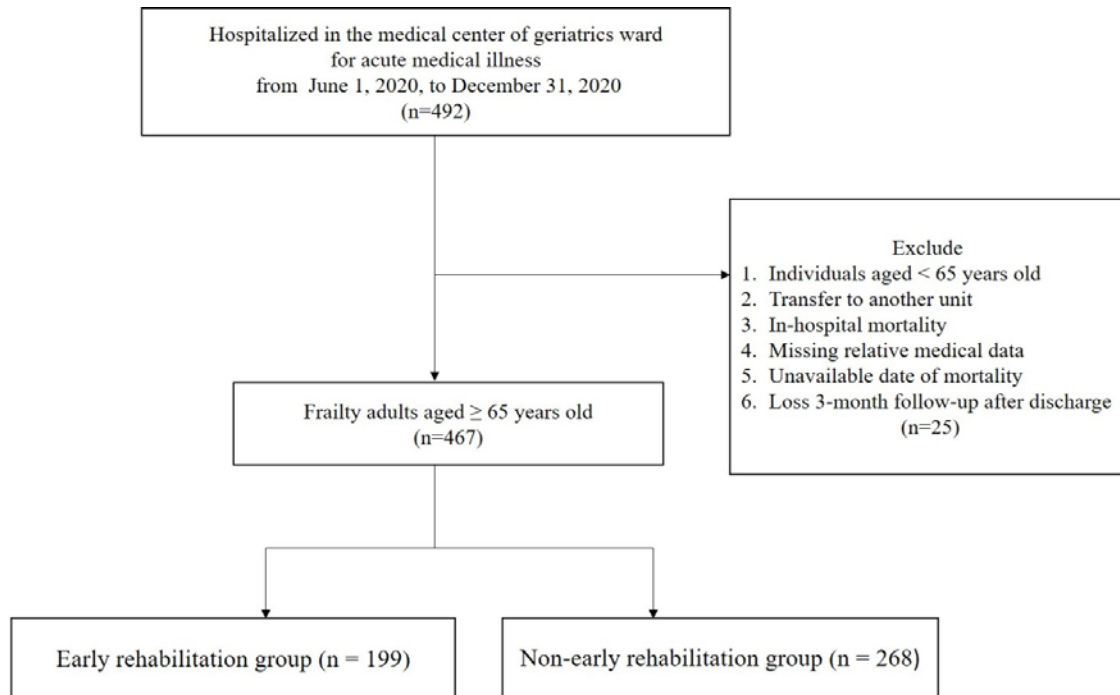 Hospitalized in the medical center of geriatrics ward
for acute medical illness
from June 1, 2020, to December 31, 2020
(n=492)
Exclude
1. Individuals aged < 65 years old
2. Transfer to another unit
3. In-hospital mortality
4. Missing relative medical data
5. Unavailable date of mortality
6. Loss 3-month follow-up after discharge
(n=25)
Frailty adults aged ≥ 65 years old
(n=467)
Early rehabilitation group (n = 199)
Non-early rehabilitation group (n = 268)